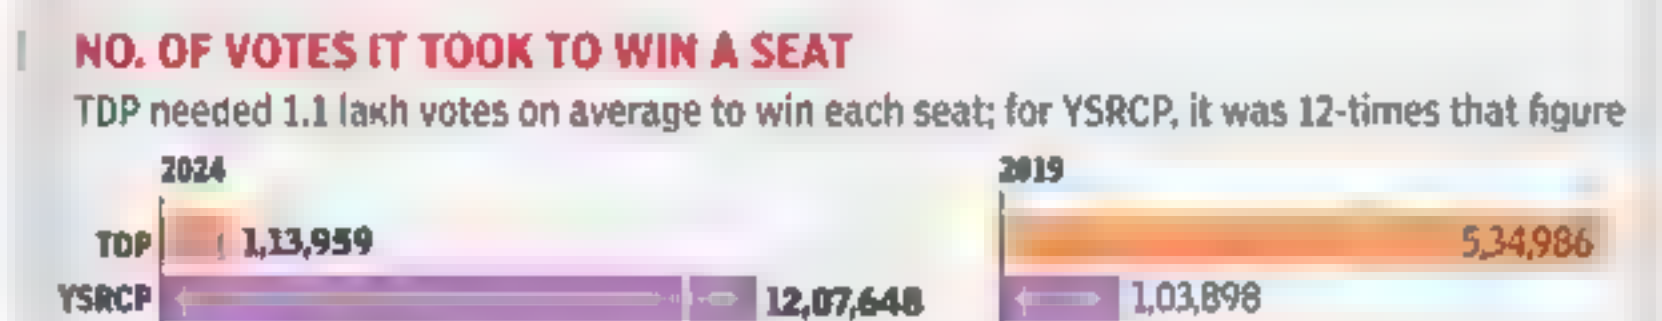 NO. OF VOTES IT TOOK TO WIN A SEAT
TDP needed 1.1 lakh votes on average to win each seat; for YSRCP, it was 12-times that figure
2024 2019
TDP 1,13,959 5,34,986
YSRCP 12,07,648 1,03,898